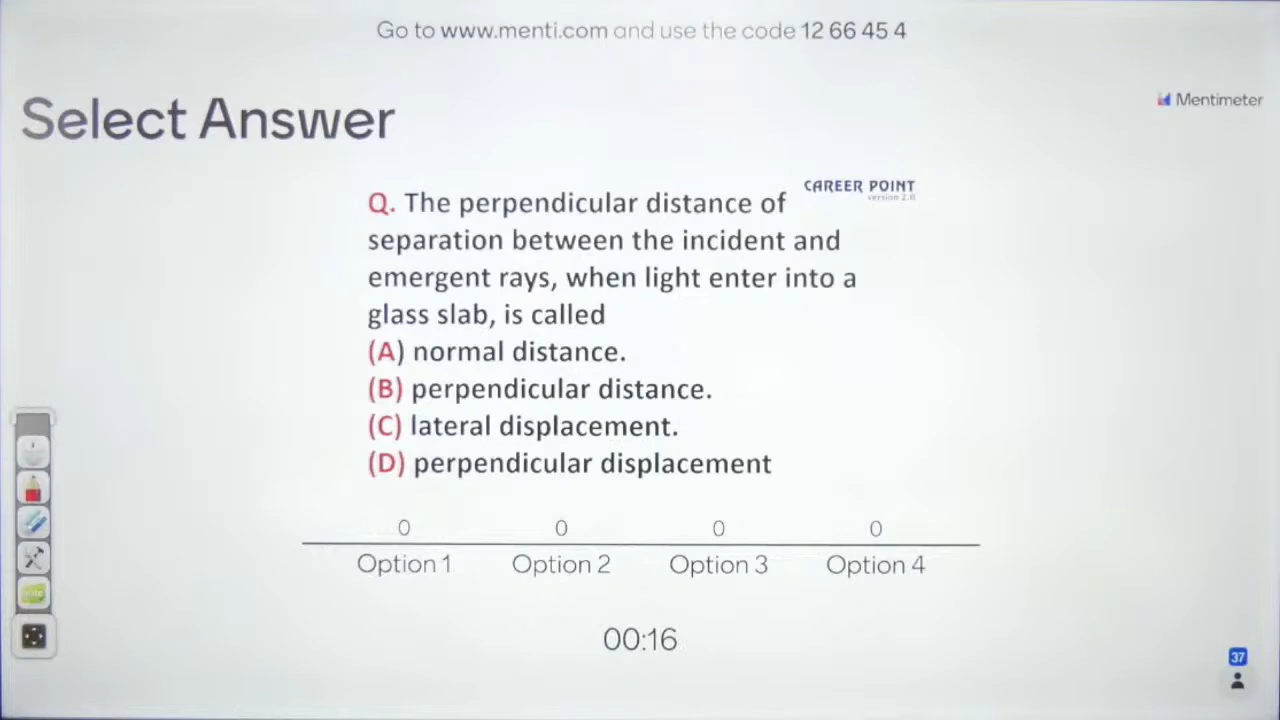 Go to www.menti.com and use the code 12 66 45 4
Mentimeter
Select Answer
CAREER POINT
version 2.0
Q. The perpendicular distance of
separation between the incident and
emergent rays, when light enter into a
glass slab, is called
(A) normal distance.
(B) perpendicular distance.
(C) lateral displacement.
(D) perpendicular displacement
0 0 0 0
Option 1 Option 2 Option 3 Option 4
00:16
37